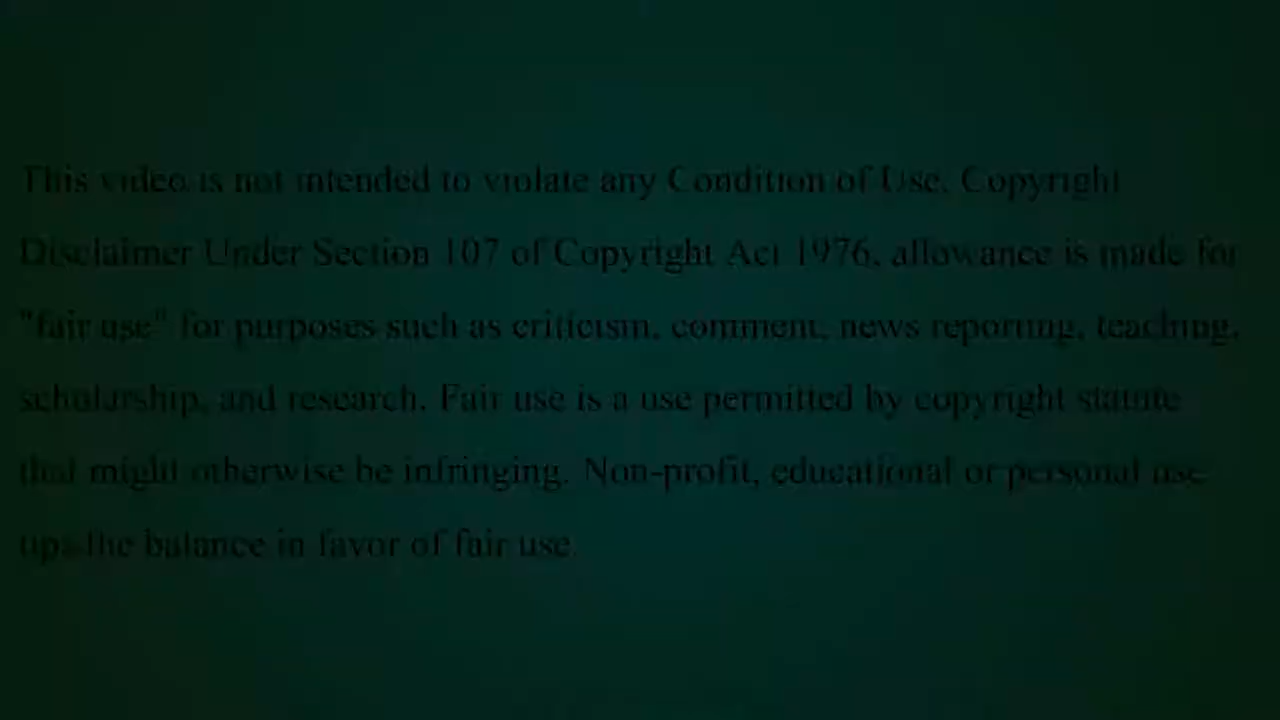 This video is not intended to violate any Condition of Use. Copyright
Disclaimer Under Section 107 of Copyright Act 1976, allowance is made for
"fair use" for purposes such as criticism, comment, news reporting, teaching,
scholarship, and research. Fair use is a use permitted by copyright statute
that might otherwise be infringing. Non-profit, educational or personal use
tips the balance in favor of fair use.